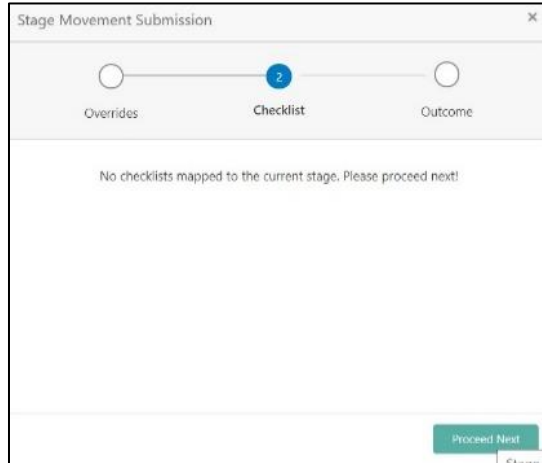 Stage Movement Submission ×
2
Overrides Checklist Outcome
No checklists mapped to the current stage. Please proceed next!
Proceed Next